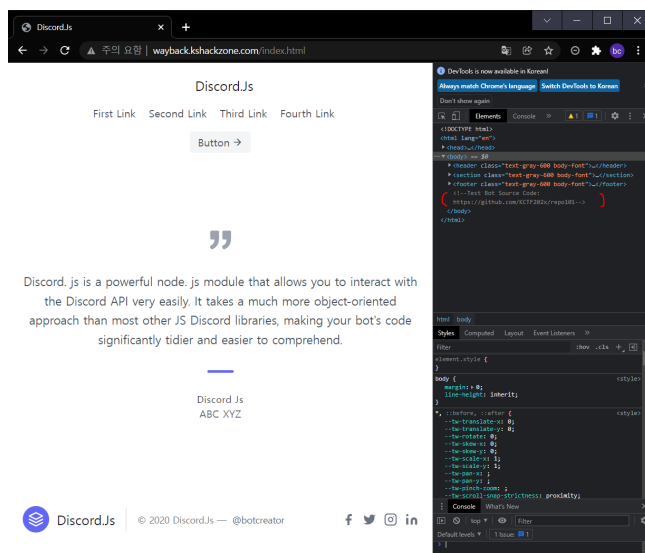 Discord.Js
주의 요함 | wayback.kshackzone.com/index.html
bc
Discord.Js
First Link Second Link Third Link Fourth Link
Button →
Discord. js is a powerful node. js module that allows you to interact with
the Discord API very easily. It takes a much more object-oriented
approach than most other JS Discord libraries, making your bot's code
significantly tidier and easier to comprehend.
Discord Js
ABC XYZ
Discord.Js
© 2020 Discord.Js — @botcreator
DevTools is now available in Korean!
Always match Chrome's language Switch DevTools to Korean
Don't show again
Elements Console » 1 1
<!DOCTYPE html>
<html lang="en">
<head>…</head>
<body> == $0
<header class="text-gray-600 body-font">…</header>
<section class="text-gray-600 body-font">…</section>
<footer class="text-gray-600 body-font">…</footer>
<!--Test Bot Source Code:
https://github.com/KCTF202x/repo101-->
</body>
</html>
html body
Styles Computed Layout Event Listeners »
Filter :hov .cls +
element.style {
}
body { <style>
margin: 0;
line-height: inherit;
}
*, ::before, ::after { <style>
--tw-translate-x: 0;
--tw-translate-y: 0;
--tw-rotate: 0;
--tw-skew-x: 0;
--tw-skew-y: 0;
--tw-scale-x: 1;
--tw-scale-y: 1;
--tw-pan-x: ;
--tw-pan-y: ;
--tw-pinch-zoom: ;
--tw-scroll-snap-strictness: proximity;
Console What's New
top Filter
Default levels 1 Issue: 1